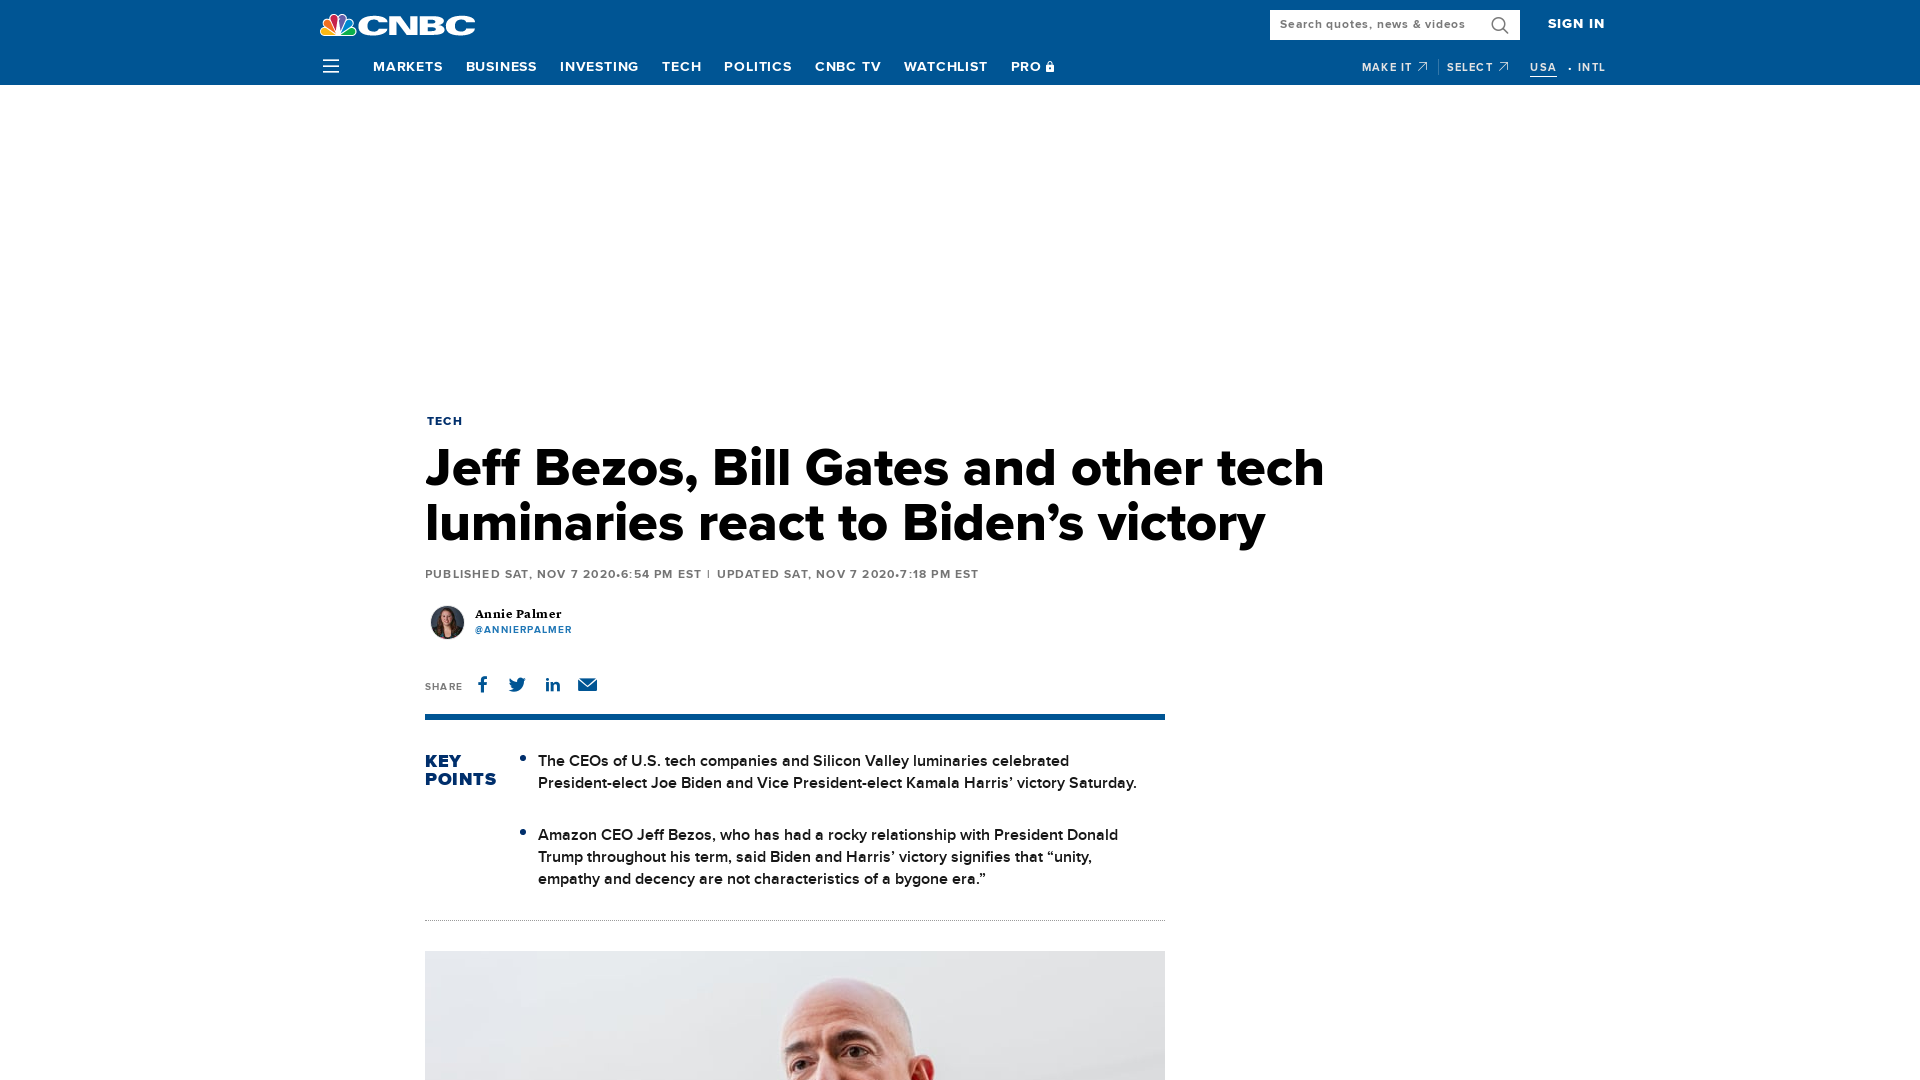 CNBC
Search quotes, news & videos
SIGN IN
MARKETS BUSINESS INVESTING TECH POLITICS CNBC TV WATCHLIST PRO
MAKE IT SELECT USA • INTL
TECH
Jeff Bezos, Bill Gates and other tech
luminaries react to Biden’s victory
PUBLISHED SAT, NOV 7 2020•6:54 PM EST | UPDATED SAT, NOV 7 2020•7:18 PM EST
Annie Palmer
@ANNIERPALMER
SHARE
KEY
POINTS
The CEOs of U.S. tech companies and Silicon Valley luminaries celebrated
President-elect Joe Biden and Vice President-elect Kamala Harris’ victory Saturday.
Amazon CEO Jeff Bezos, who has had a rocky relationship with President Donald
Trump throughout his term, said Biden and Harris’ victory signifies that “unity,
empathy and decency are not characteristics of a bygone era.”